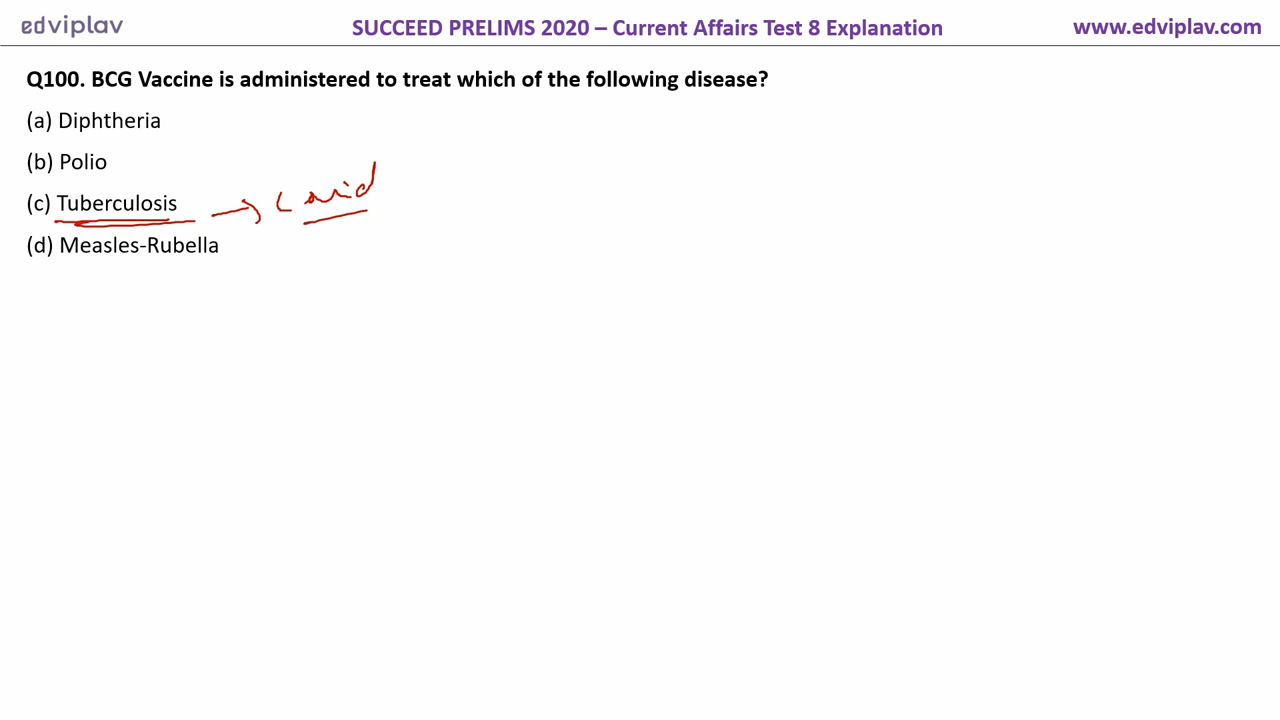 edviplav
SUCCEED PRELIMS 2020 – Current Affairs Test 8 Explanation
www.edviplav.com
Q100. BCG Vaccine is administered to treat which of the following disease?
(a) Diphtheria
(b) Polio
(c) Tuberculosis → Covid
(d) Measles-Rubella